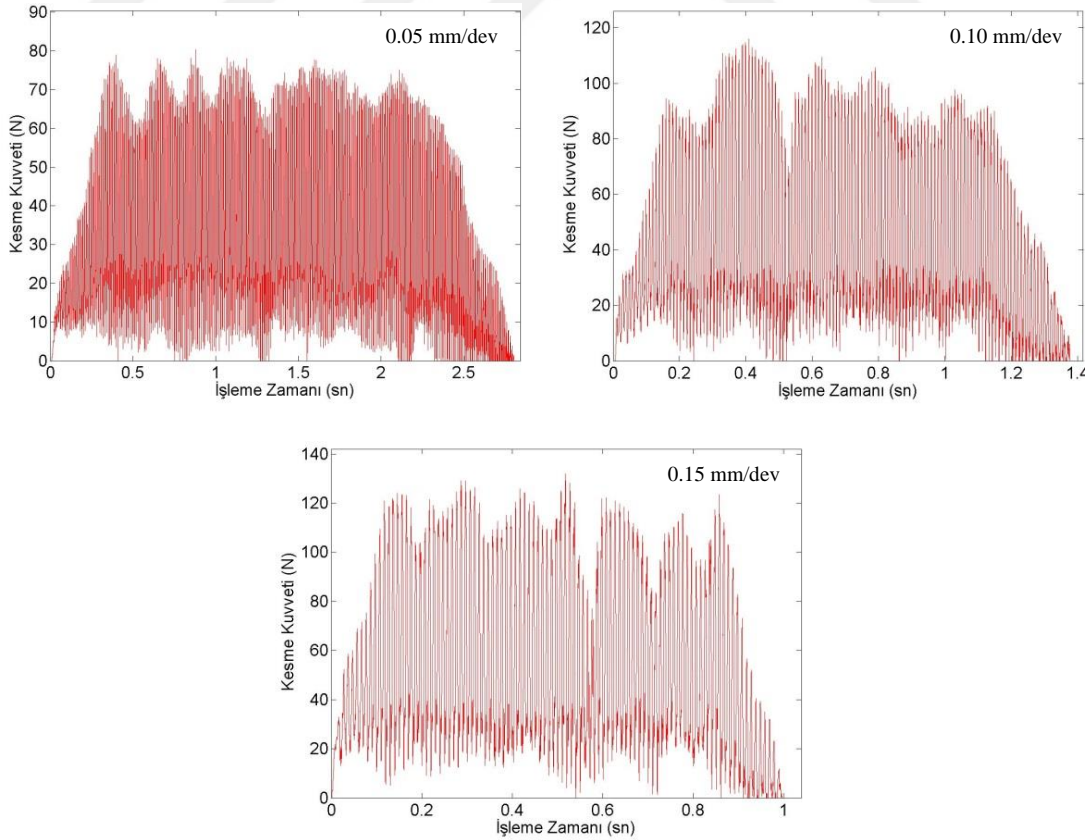 0.05 mm/dev
Kesme Kuvveti (N)
90
80
70
60
50
40
30
20
10
0
0 0.5 1 1.5 2 2.5
İşleme Zamanı (sn)
0.10 mm/dev
Kesme Kuvveti (N)
120
100
80
60
40
20
0
0 0.2 0.4 0.6 0.8 1 1.2 1.4
İşleme Zamanı (sn)
0.15 mm/dev
Kesme Kuvveti (N)
140
120
100
80
60
40
20
0
0 0.2 0.4 0.6 0.8 1
İşleme Zamanı (sn)